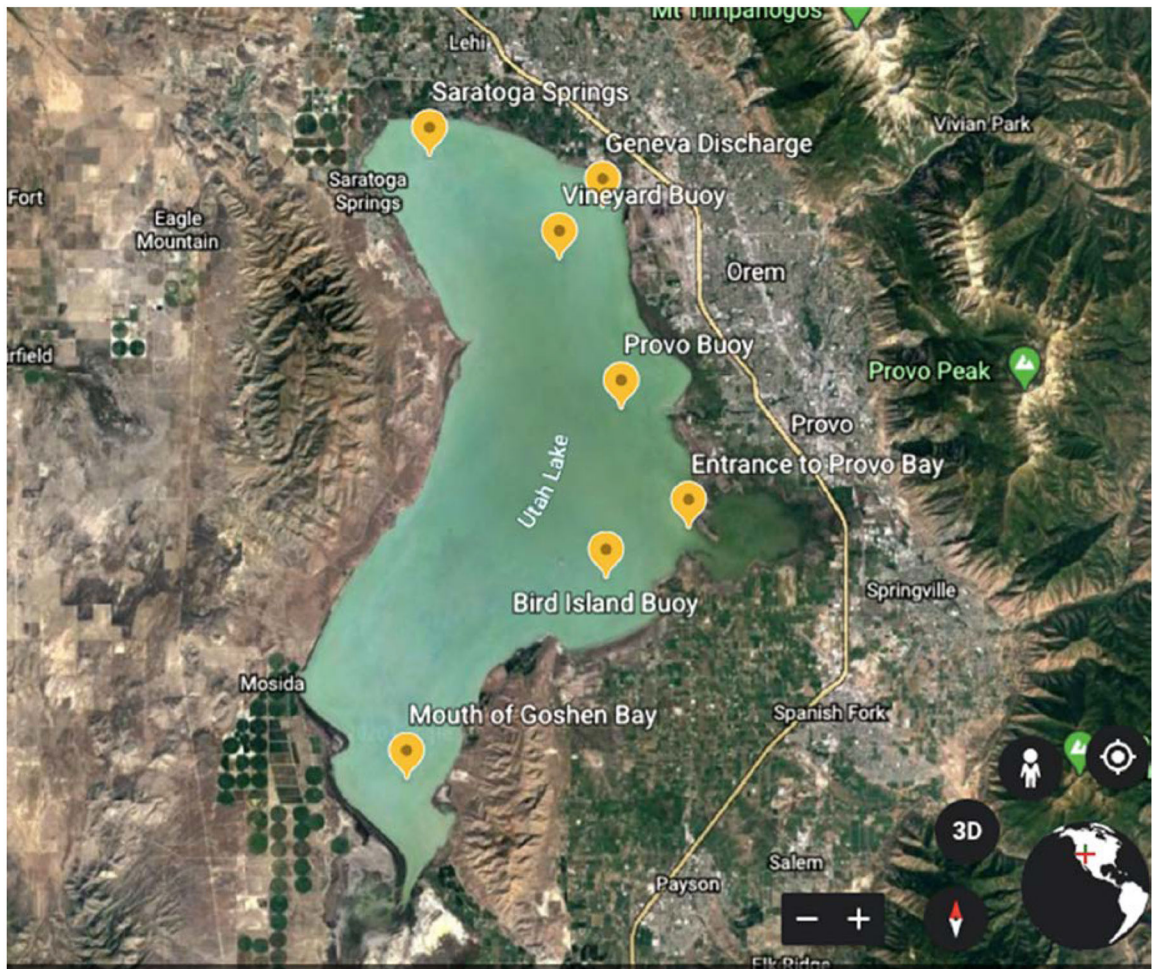 Mt Timpanogos
Lehi
Saratoga Springs
Vivian Park
Geneva Discharge
Saratoga
Springs
Vineyard Buoy
Fort
Eagle
Mountain
Orem
Provo Buoy
rfield
Provo Peak
Provo
Utah Lake
Entrance to Provo Bay
Springville
Bird Island Buoy
Mosida
Mouth of Goshen Bay
Spanish Fork
3D
Salem
Payson
− +
Elk Ridge